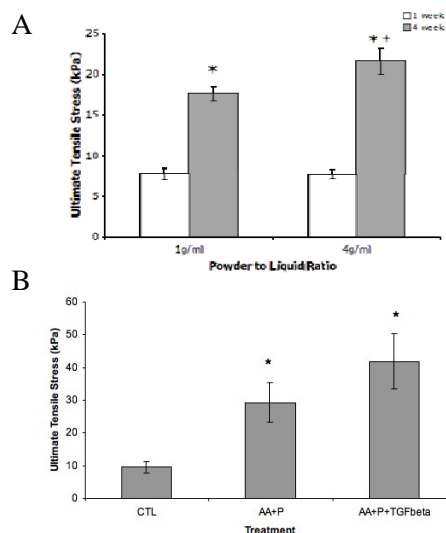 A
1 week
4 weeks
Ultimate Tensile Stress (kPa)
25
20
15
10
5
0
*
* +
1g/ml
4g/ml
Powder to Liquid Ratio
B
Ultimate Tensile Stress (kPa)
60
50
40
30
20
10
0
*
*
CTL
AA+P
AA+P+TGFbeta
Treatment